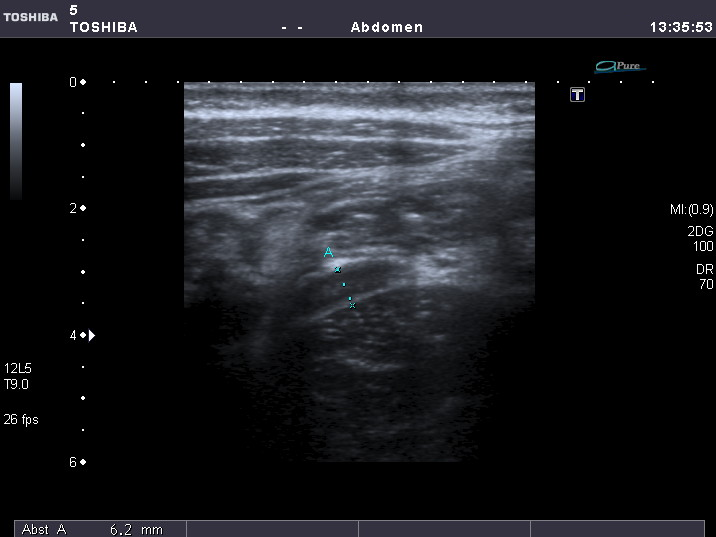 TOSHIBA
5
TOSHIBA
- -
Abdomen
13:35:53
aPure
T
0
2
4
6
A
MI:(0.9)
2DG
100
DR
70
12L5
T9.0
26 fps
Abst A 6.2 mm